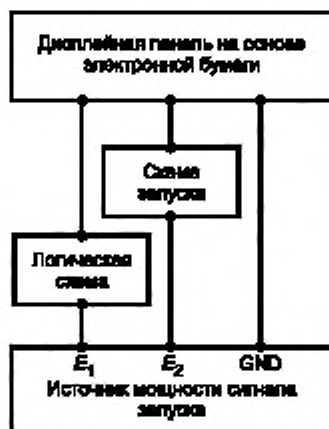 Дисплейная панель на основе
электронной бумаги
Схема
запуска
Логическая
схема
E1 E2 GND
Источник мощности сигнала
запуска